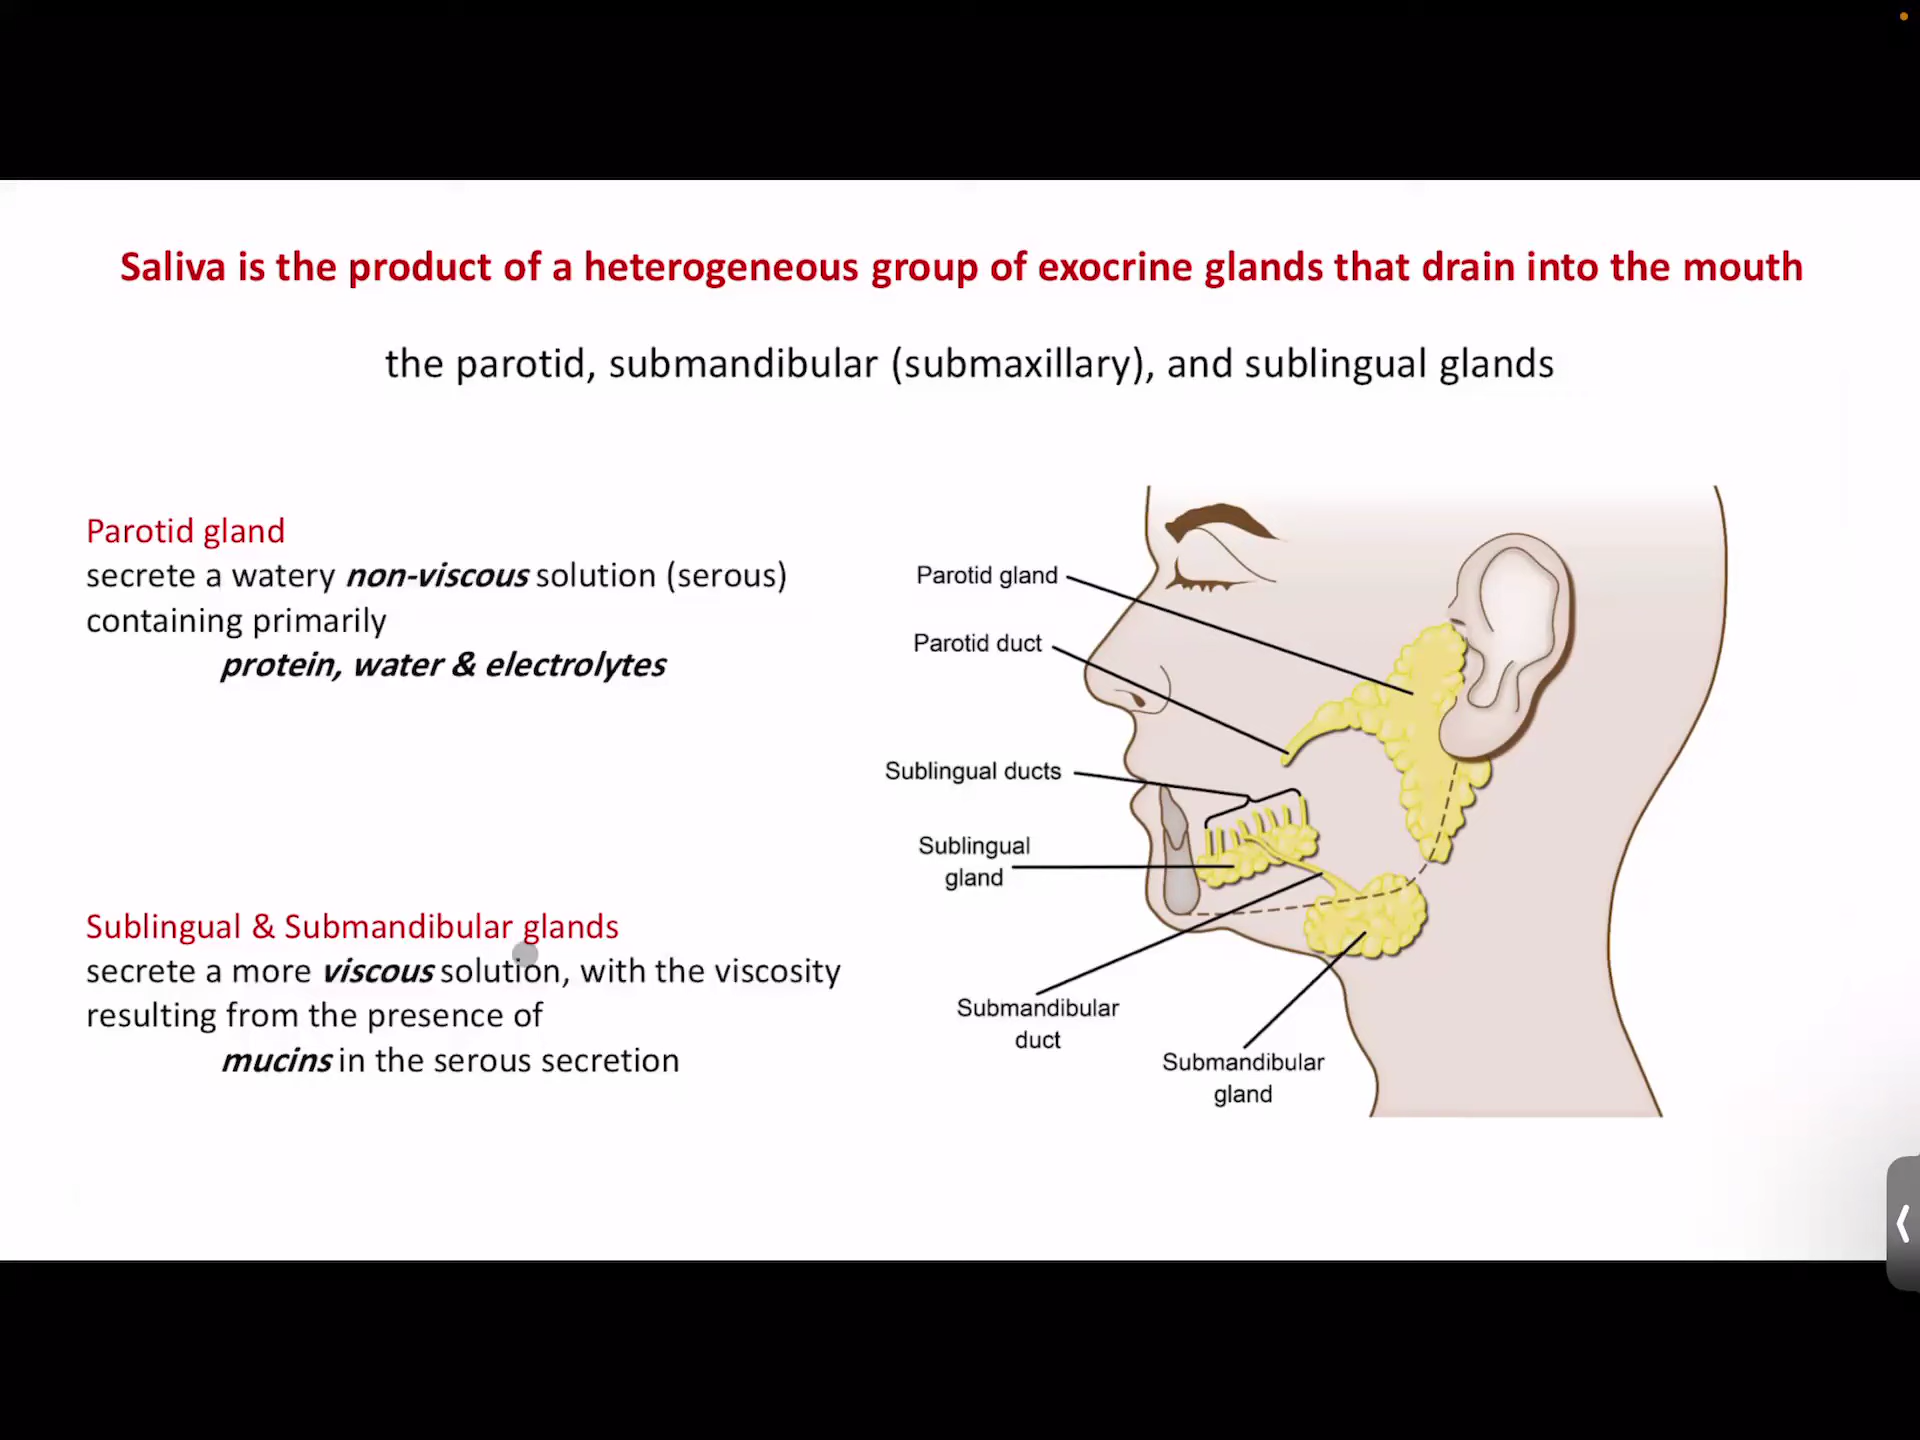 Saliva is the product of a heterogeneous group of exocrine glands that drain into the mouth
the parotid, submandibular (submaxillary), and sublingual glands
Parotid gland
secrete a watery non-viscous solution (serous)
containing primarily
protein, water & electrolytes
Sublingual & Submandibular glands
secrete a more viscous solution, with the viscosity
resulting from the presence of
mucins in the serous secretion
Parotid gland
Parotid duct
Sublingual ducts
Sublingual
gland
Submandibular
duct
Submandibular
gland